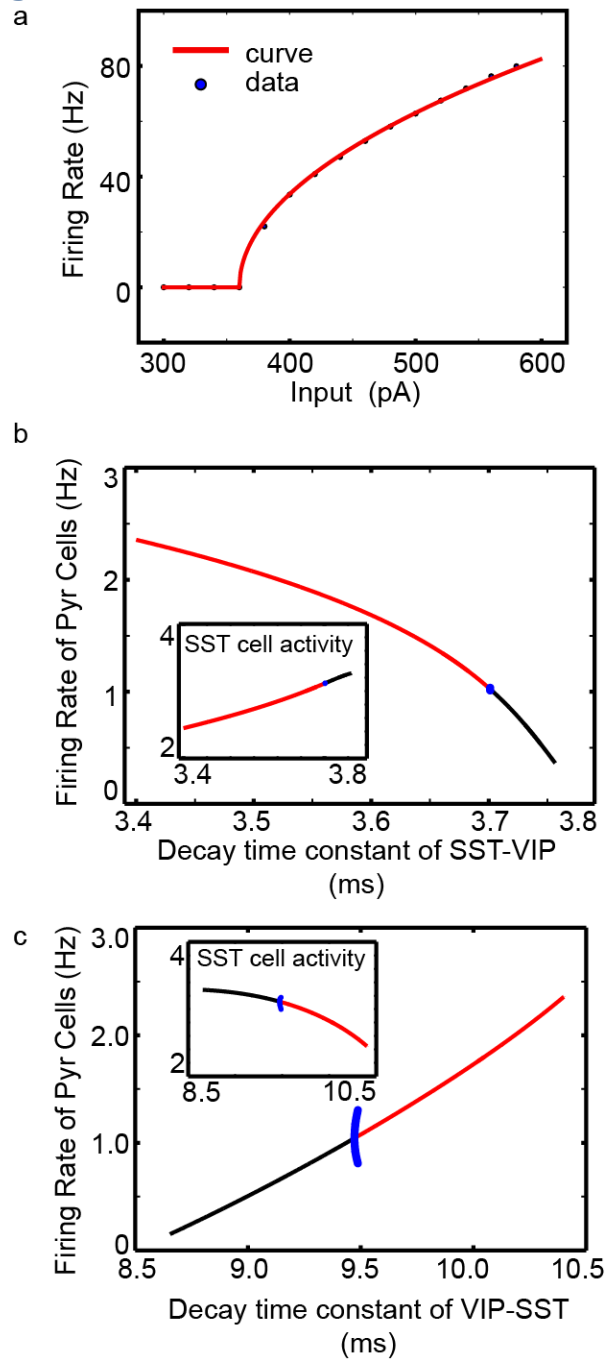 a
80
40
0
Firing Rate (Hz)
curve
data
300
400
500
600
Input (pA)
b
3
2
1
0
Firing Rate of Pyr Cells (Hz)
4
2
SST cell activity
3.4
3.8
3.4
3.5
3.6
3.7
3.8
Decay time constant of SST-VIP
(ms)
c
3.0
2.0
1.0
0
Firing Rate of Pyr Cells (Hz)
4
2
SST cell activity
8.5
10.5
8.5
9.0
9.5
10.0
10.5
Decay time constant of VIP-SST
(ms)